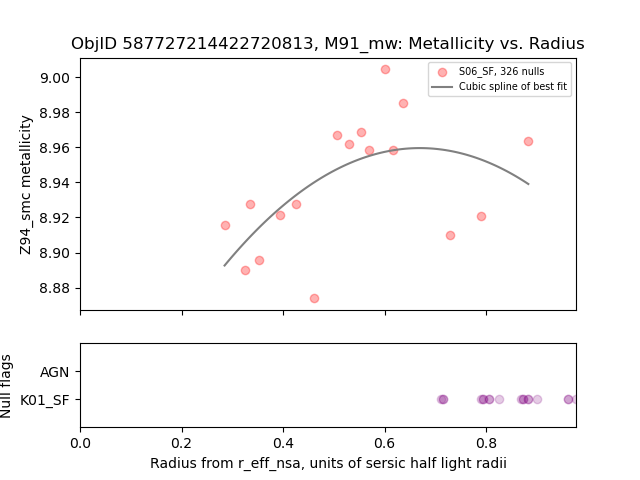 ObjID 587727214422720813, M91_mw: Metallicity vs. Radius
S06_SF, 326 nulls
Cubic spline of best fit
9.00
8.98
8.96
8.94
8.92
8.90
8.88
Z94_smc metallicity
AGN
K01_SF
Null flags
0.0 0.2 0.4 0.6 0.8
Radius from r_eff_nsa, units of sersic half light radii